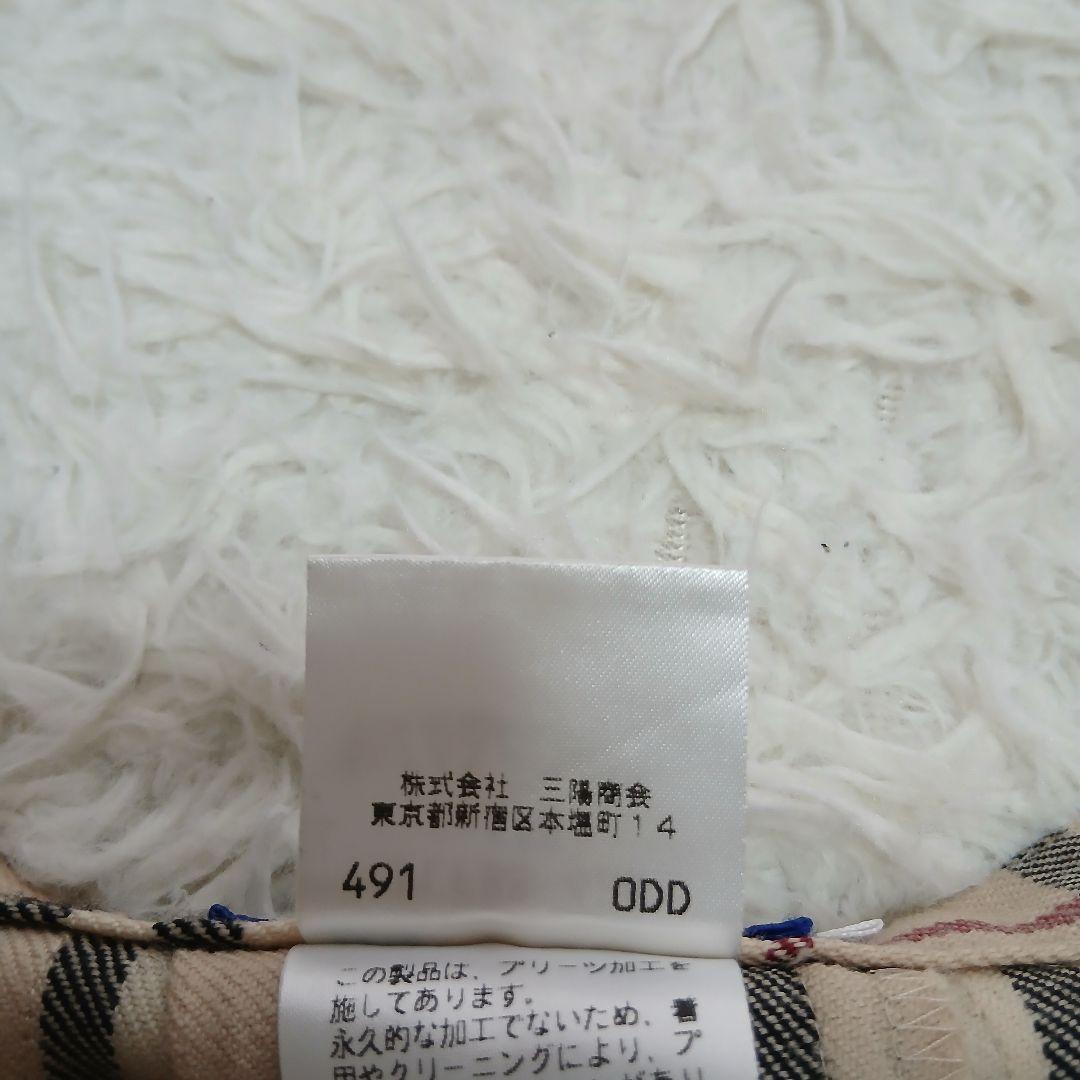 株式会社 三陽商会
東京都新宿区本塩町14
491 ODD
この製品は、プリーツ加工を
施してあります。
永久的な加工でないため、着
用やクリーニングにより、プ